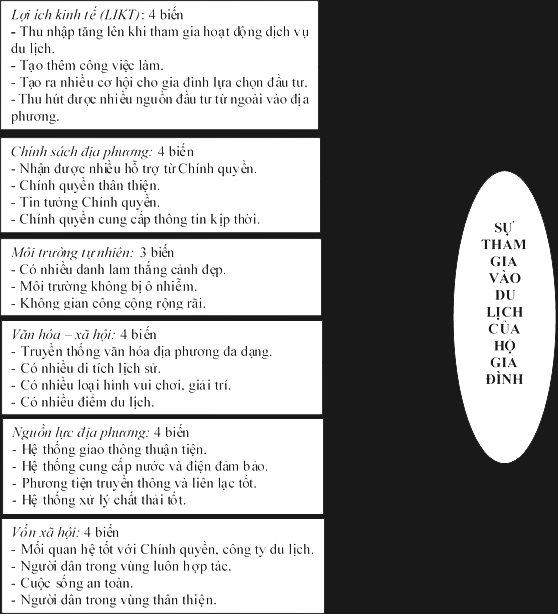 Lợi ích kinh tế (LIKT): 4 biến
- Thu nhập tăng lên khi tham gia hoạt động dịch vụ
du lịch.
- Tạo thêm công việc làm.
- Tạo ra nhiều cơ hội cho gia đình lựa chọn đầu tư.
- Thu hút được nhiều nguồn đầu tư từ ngoài vào địa
phương.
Chính sách địa phương: 4 biến
- Nhận được nhiều hỗ trợ từ Chính quyền.
- Chính quyền thân thiện.
- Tin tưởng Chính quyền.
- Chính quyền cung cấp thông tin kịp thời.
Môi trường tự nhiên: 3 biến
- Có nhiều danh lam thắng cảnh đẹp.
- Môi trường không bị ô nhiễm.
- Không gian công cộng rộng rãi.
Văn hóa – xã hội: 4 biến
- Truyền thống văn hóa địa phương đa dạng.
- Có nhiều di tích lịch sử.
- Có nhiều loại hình vui chơi, giải trí.
- Có nhiều điểm du lịch.
Nguồn lực địa phương: 4 biến
- Hệ thống giao thông thuận tiện.
- Hệ thống cung cấp nước và điện đảm bảo.
- Phương tiện truyền thông và liên lạc tốt.
- Hệ thống xử lý chất thải tốt.
Vốn xã hội: 4 biến
- Mối quan hệ tốt với Chính quyền, công ty du lịch.
- Người dân trong vùng luôn hợp tác.
- Cuộc sống an toàn.
- Người dân trong vùng thân thiện.
SỰ
THAM
GIA
VÀO
DU
LỊCH
CỦA
HỘ
GIA
ĐÌNH